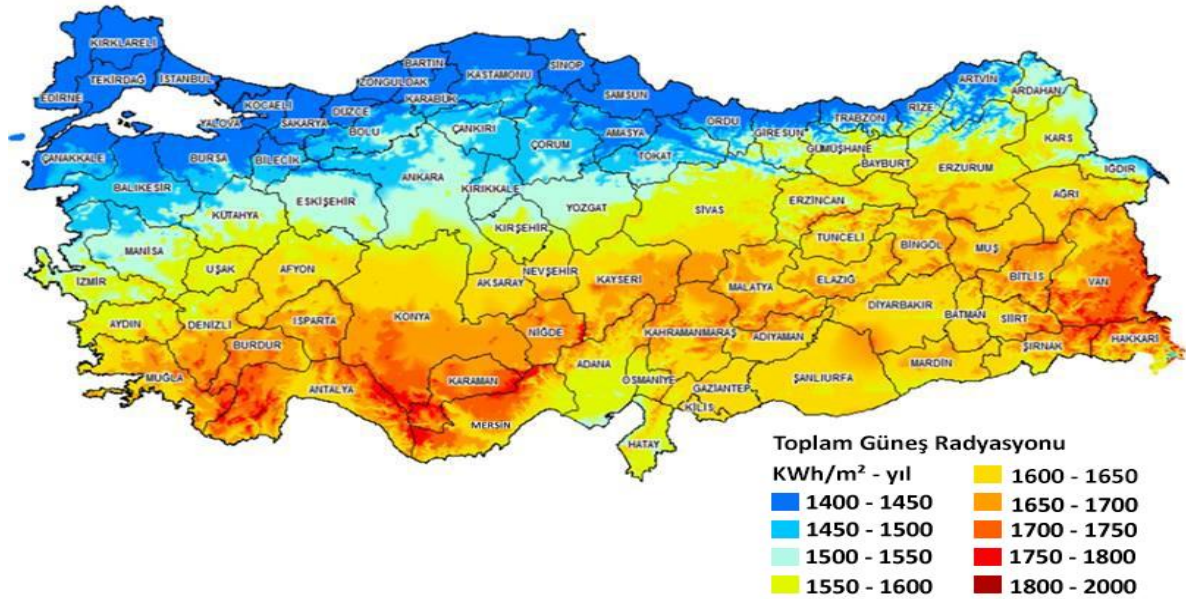 KIRKLARELİ
TEKİRDAĞ
İSTANBUL
EDİRNE
KOCAELİ
YALOVA
SAKARYA
DÜZCE
ZONGULDAK
BARTIN
KARABÜK
KASTAMONU
SİNOP
SAMSUN
BOLU
ÇANKIRI
ÇORUM
AMASYA
TOKAT
ORDU
GİRESUN
TRABZON
RİZE
ARTVİN
ARDAHAN
GÜMÜŞHANE
BAYBURT
ERZURUM
KARS
IĞDIR
AĞRI
ÇANAKKALE
BURSA
BİLECİK
BALIKESİR
KÜTAHYA
ESKİŞEHİR
ANKARA
KIRIKKALE
KIRŞEHİR
YOZGAT
SİVAS
ERZİNCAN
TUNCELİ
BİNGÖL
MUŞ
BİTLİS
VAN
MANİSA
İZMİR
UŞAK
AFYON
AKSARAY
NEVŞEHİR
KAYSERİ
MALATYA
ELAZIĞ
DİYARBAKIR
BATMAN
SİİRT
ŞIRNAK
HAKKARİ
AYDIN
DENİZLİ
ISPARTA
BURDUR
KONYA
NİĞDE
KAHRAMANMARAŞ
ADIYAMAN
MARDİN
MUĞLA
ANTALYA
KARAMAN
MERSİN
ADANA
OSMANİYE
GAZİANTEP
KİLİS
ŞANLIURFA
HATAY
Toplam Güneş Radyasyonu
KWh/m² - yıl
1400 - 1450
1450 - 1500
1500 - 1550
1550 - 1600
1600 - 1650
1650 - 1700
1700 - 1750
1750 - 1800
1800 - 2000